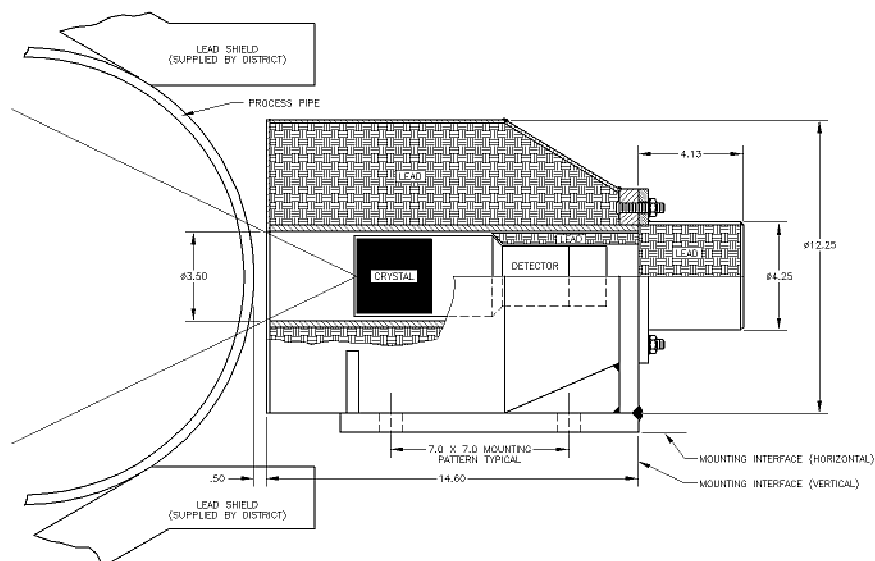 LEAD SHIELD
(SUPPLIED BY DISTRICT)
PROCESS PIPE
4.13
LEAD
LEAD
LEAD
ø12.25
ø3.50
CRYSTAL
DETECTOR
ø4.25
7.0 X 7.0 MOUNTING
PATTERN TYPICAL
MOUNTING INTERFACE (HORIZONTAL)
.50
14.60
MOUNTING INTERFACE (VERTICAL)
LEAD SHIELD
(SUPPLIED BY DISTRICT)